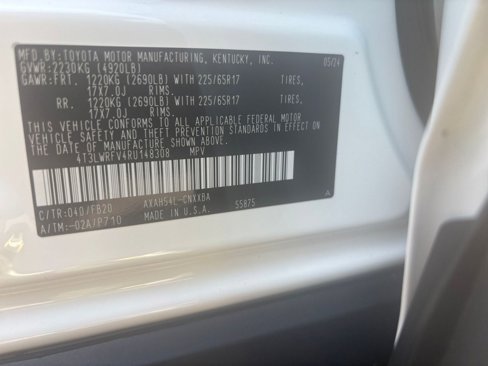 MFD.BY:TOYOTA MOTOR MANUFACTURING, KENTUCKY, INC. 05/24
GVWR:2230KG (4920LB)
GAWR:FRT. 1220KG (2690LB) WITH 225/65R17 TIRES,
17X7.0J RIMS.
RR. 1220KG (2690LB) WITH 225/65R17 TIRES,
17X7.0J RIMS.
THIS VEHICLE CONFORMS TO ALL APPLICABLE FEDERAL MOTOR
VEHICLE SAFETY AND THEFT PREVENTION STANDARDS IN EFFECT ON
THE DATE OF MANUFACTURE SHOWN ABOVE.
4T3LWRFV4RU148308 MPV
C/TR:040/FB20 AXAH54L-CNXXBA A
A/TM:-02A/P710 MADE IN U.S.A. 55875